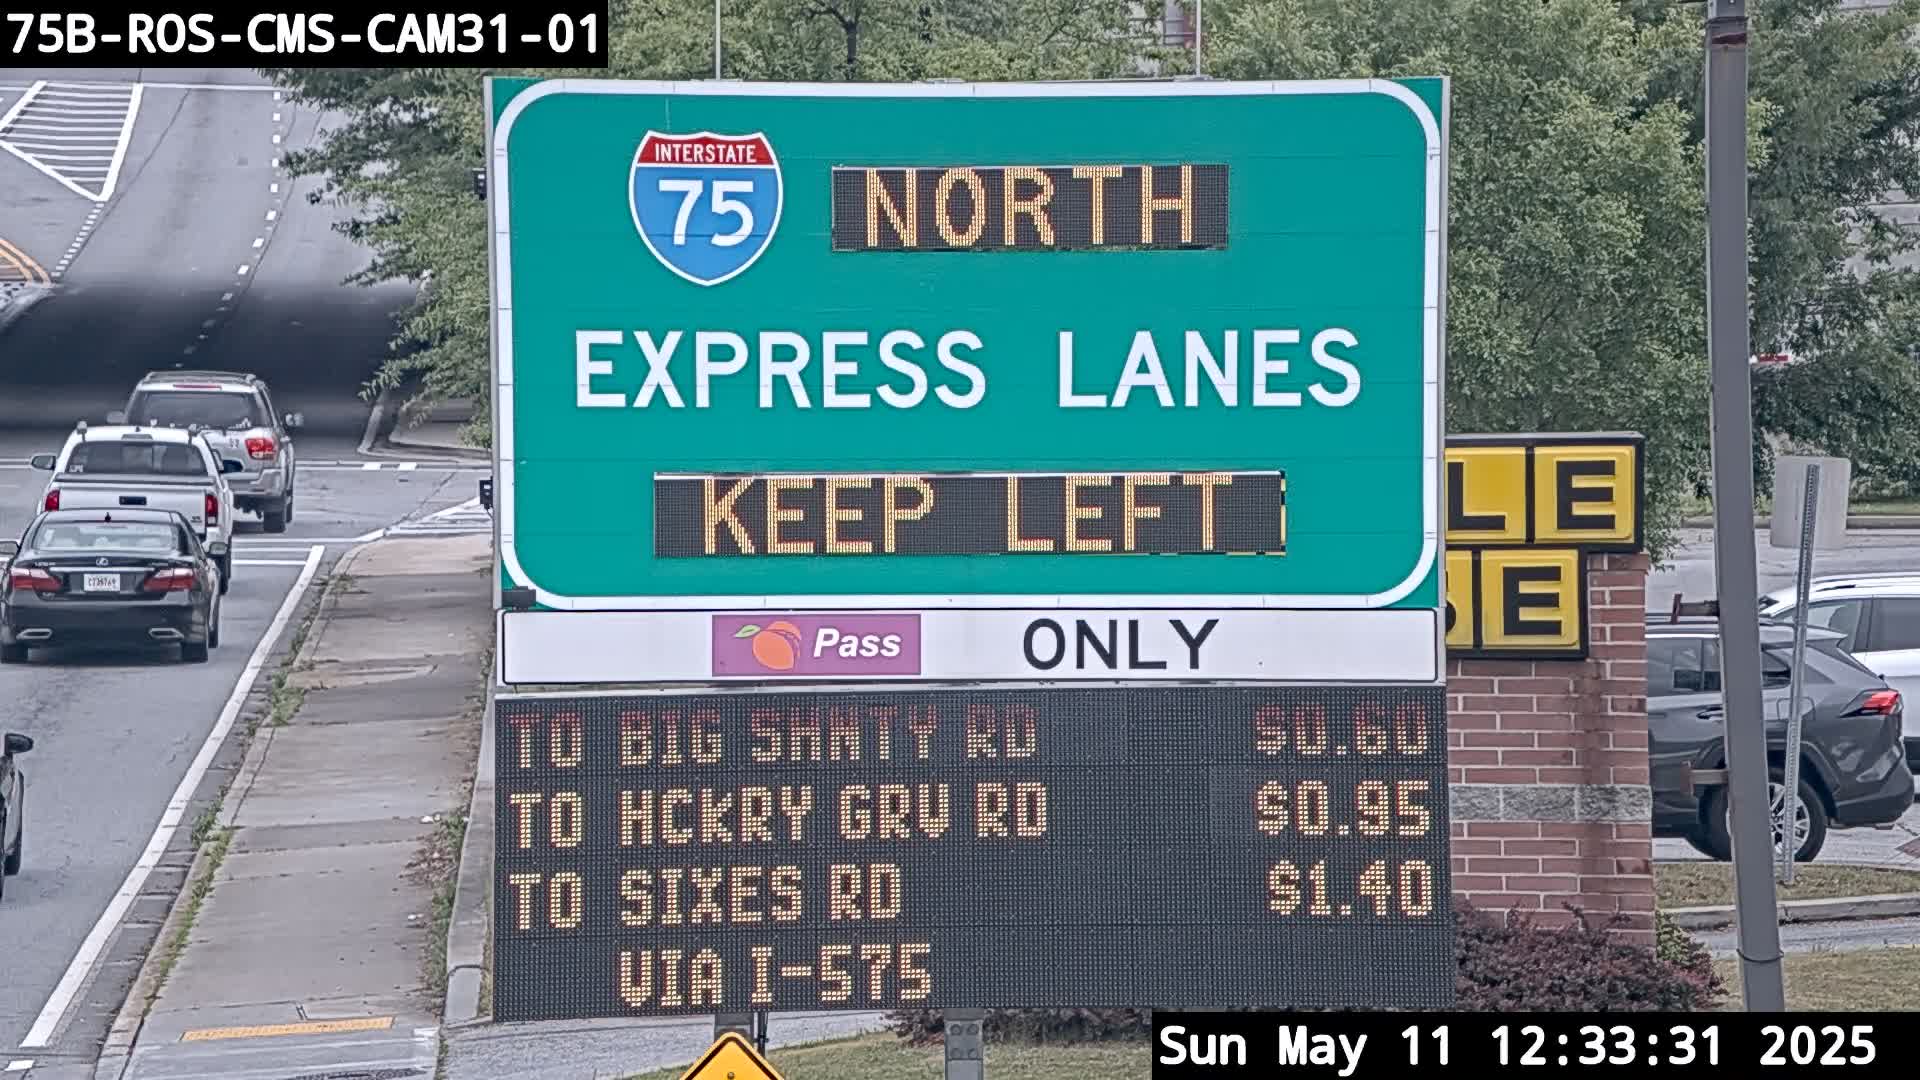 75B-ROS-CMS-CAM31-01
INTERSTATE
75
NORTH
EXPRESS LANES
KEEP LEFT
LE
E
Pass ONLY
TO BIG SHNTY RD $0.60
TO HCKRY GRV RD $0.95
TO SIXES RD $1.40
VIA I-575
Sun May 11 12:33:31 2025